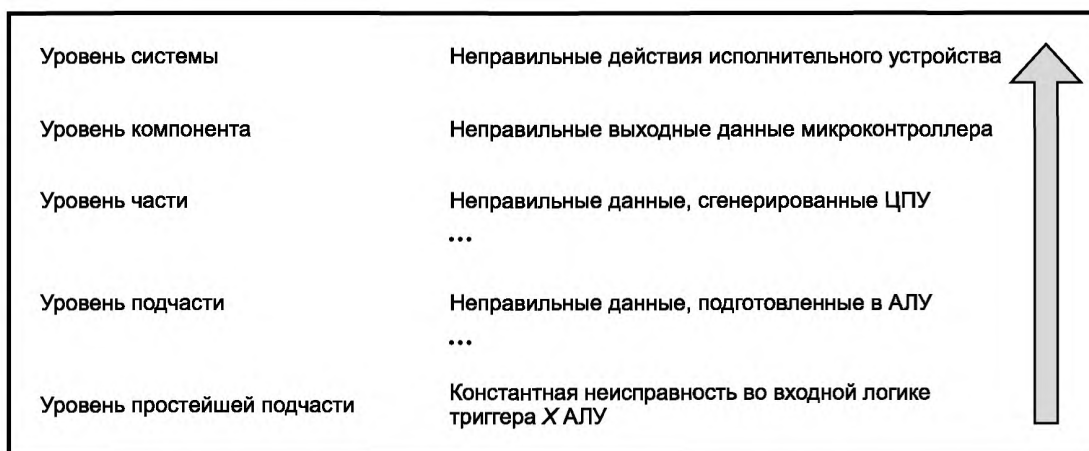 Уровень системы Неправильные действия исполнительного устройства
Уровень компонента Неправильные выходные данные микроконтроллера
Уровень части Неправильные данные, сгенерированные ЦПУ
...
Уровень подчасти Неправильные данные, подготовленные в АЛУ
...
Уровень простейшей подчасти Константная неисправность во входной логике
триггера X АЛУ